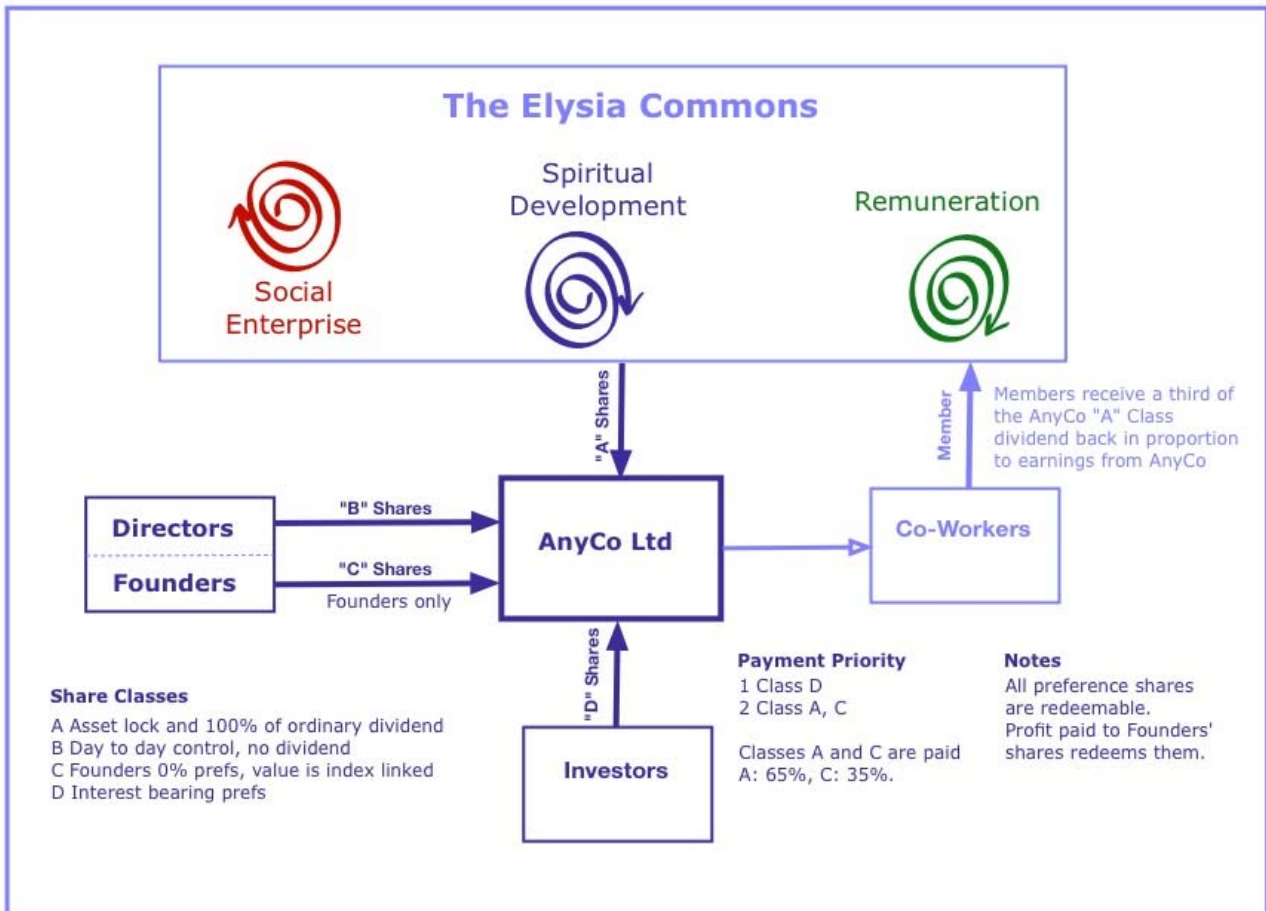 The Elysia Commons
Social
Enterprise
Spiritual
Development
Remuneration
"A" Shares
Member
Members receive a third of
the AnyCo "A" Class
dividend back in proportion
to earnings from AnyCo
Directors
Founders
"B" Shares
"C" Shares
Founders only
AnyCo Ltd
Co-Workers
"D" Shares
Investors
Share Classes
A Asset lock and 100% of ordinary dividend
B Day to day control, no dividend
C Founders 0% prefs, value is index linked
D Interest bearing prefs
Payment Priority
1 Class D
2 Class A, C
Classes A and C are paid
A: 65%, C: 35%.
Notes
All preference shares
are redeemable.
Profit paid to Founders'
shares redeems them.